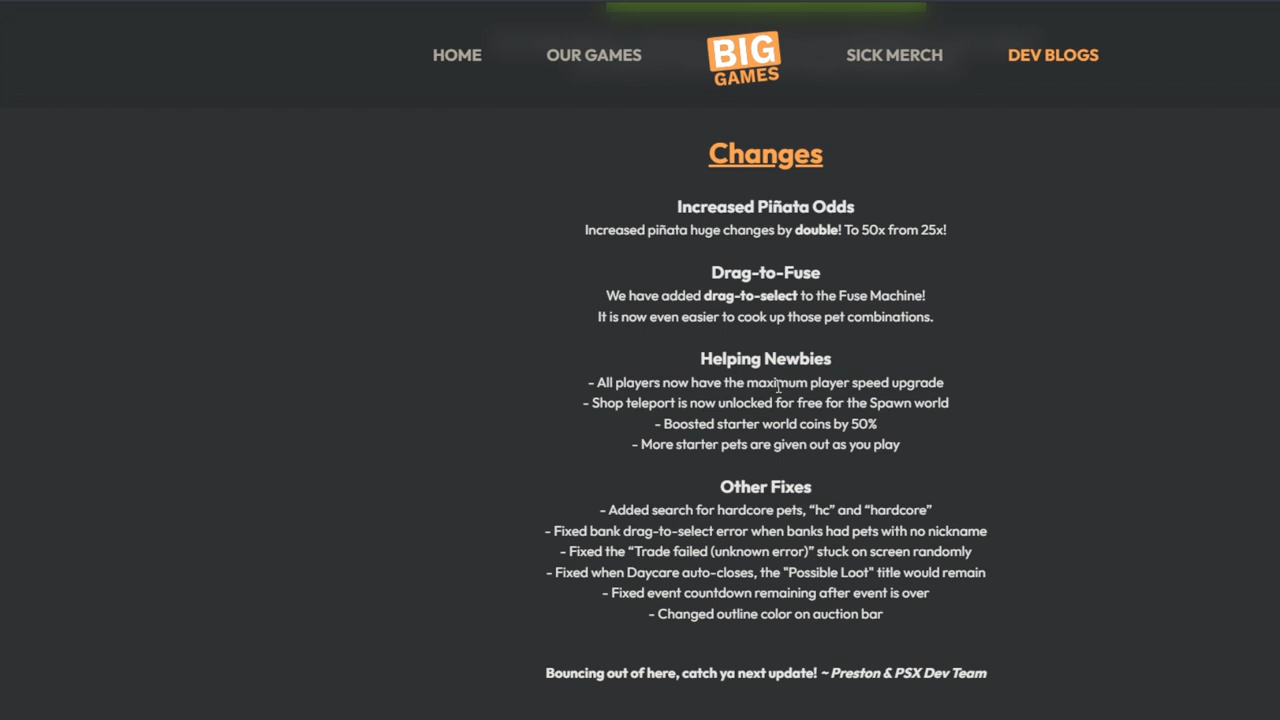 HOME OUR GAMES BIG GAMES SICK MERCH DEV BLOGS
Changes
Increased Piñata Odds
Increased piñata huge changes by double! To 50x from 25x!
Drag-to-Fuse
We have added drag-to-select to the Fuse Machine!
It is now even easier to cook up those pet combinations.
Helping Newbies
- All players now have the maximum player speed upgrade
- Shop teleport is now unlocked for free for the Spawn world
- Boosted starter world coins by 50%
- More starter pets are given out as you play
Other Fixes
- Added search for hardcore pets, “hc” and “hardcore”
- Fixed bank drag-to-select error when banks had pets with no nickname
- Fixed the “Trade failed (unknown error)” stuck on screen randomly
- Fixed when Daycare auto-closes, the "Possible Loot" title would remain
- Fixed event countdown remaining after event is over
- Changed outline color on auction bar
Bouncing out of here, catch ya next update! ~ Preston & PSX Dev Team